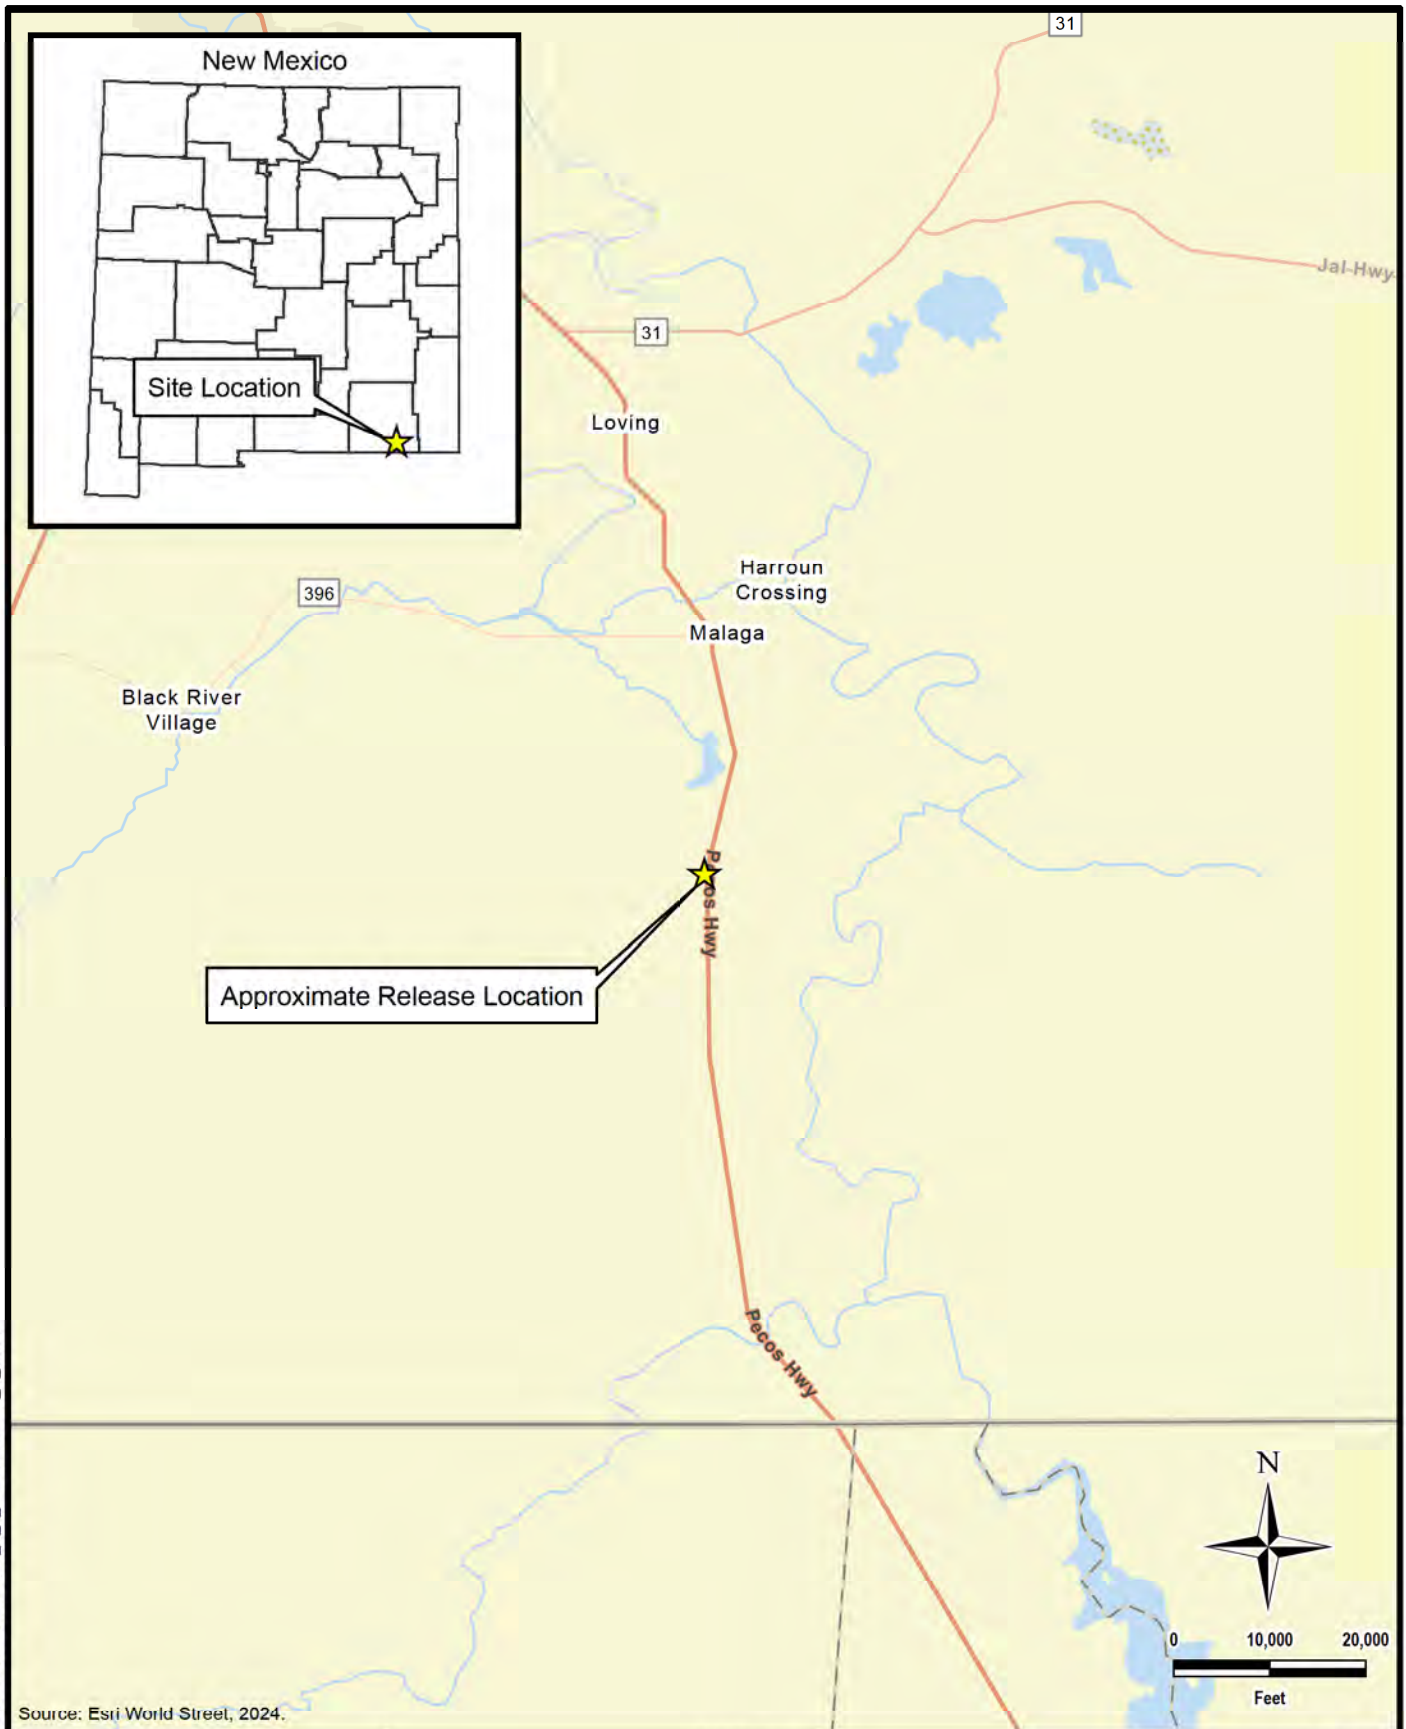 31
New Mexico
Site Location
Jal Hwy
31
Loving
Harroun
Crossing
396
Malaga
Black River
Village
Pecos Hwy
Approximate Release Location
Pecos Hwy
N
0 10,000 20,000
Feet
Source: Esri World Street, 2024.